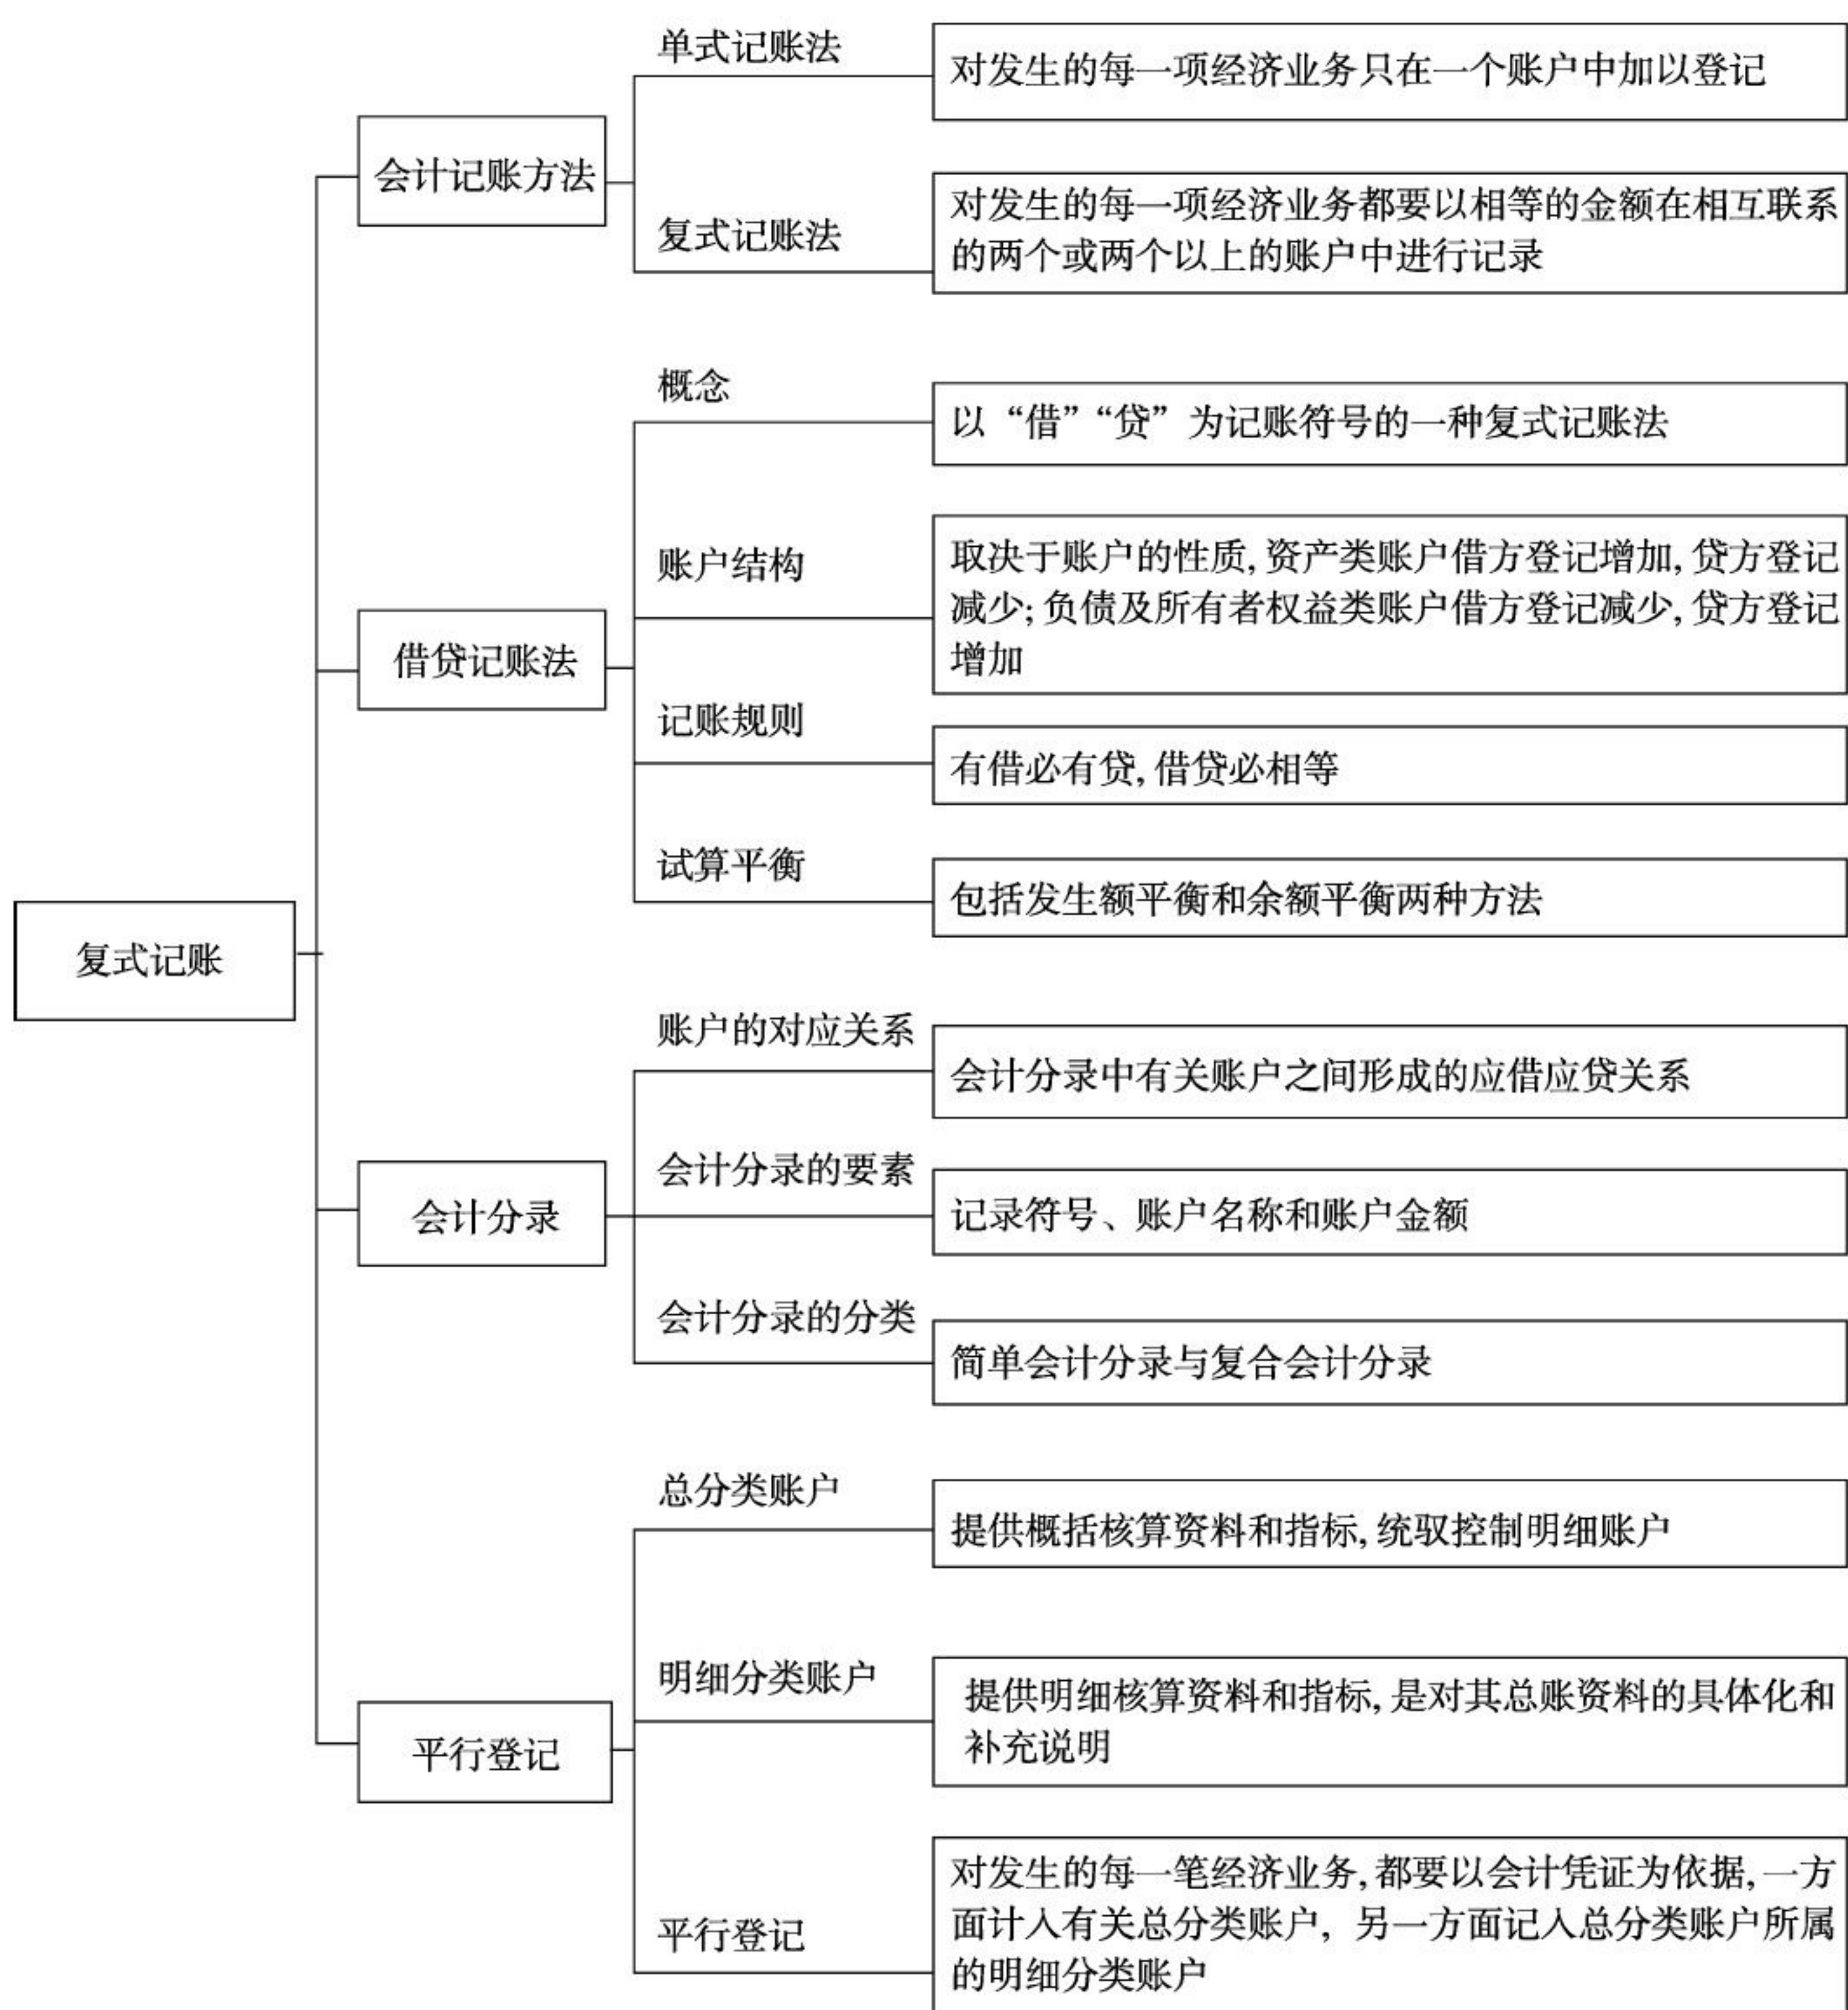 单式记账法
对发生的每一项经济业务只在一个账户中加以登记
会计记账方法
复式记账法
对发生的每一项经济业务都要以相等的金额在相互联系
的两个或两个以上的账户中进行记录
概念
以“借”“贷”为记账符号的一种复式记账法
账户结构
取决于账户的性质, 资产类账户借方登记增加, 贷方登记
减少; 负债及所有者权益类账户借方登记减少, 贷方登记
增加
借贷记账法
记账规则
有借必有贷, 借贷必相等
试算平衡
包括发生额平衡和余额平衡两种方法
复式记账
账户的对应关系
会计分录中有关账户之间形成的应借应贷关系
会计分录的要素
记录符号、账户名称和账户金额
会计分录
会计分录的分类
简单会计分录与复合会计分录
总分类账户
提供概括核算资料和指标, 统驭控制明细账户
明细分类账户
提供明细核算资料和指标, 是对其总账资料的具体化和
补充说明
平行登记
平行登记
对发生的每一笔经济业务, 都要以会计凭证为依据, 一方
面计入有关总分类账户，另一方面记入总分类账户所属
的明细分类账户